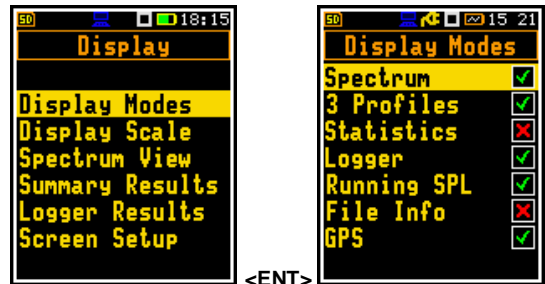 SD 18:15
Display
Display Modes
Display Scale
Spectrum View
Summary Results
Logger Results
Screen Setup
<ENT>
SD 15 21
Display Modes
Spectrum
3 Profiles
Statistics
Logger
Running SPL
File Info
GPS